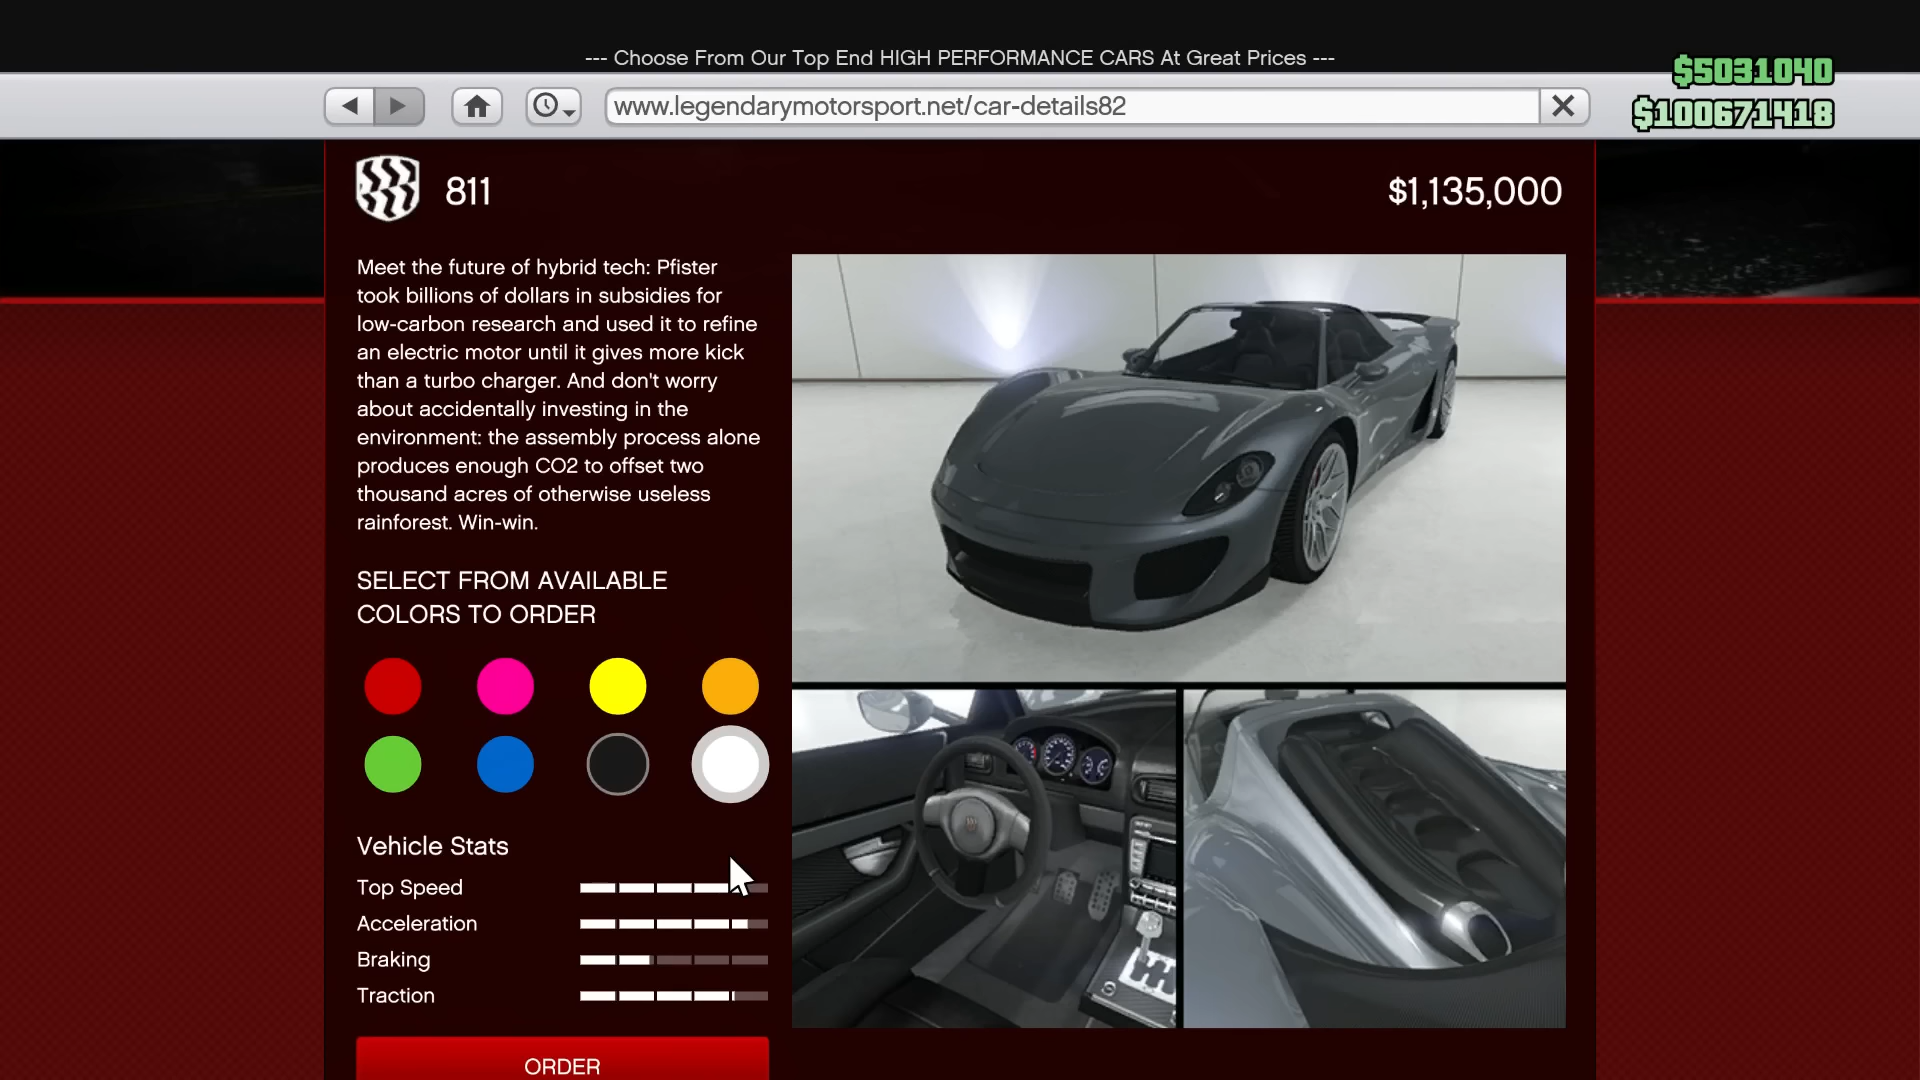 --- Choose From Our Top End HIGH PERFORMANCE CARS At Great Prices ---
$5031040
www.legendarymotorsport.net/car-details82
$100671418
811
$1,135,000
Meet the future of hybrid tech: Pfister
took billions of dollars in subsidies for
low-carbon research and used it to refine
an electric motor until it gives more kick
than a turbo charger. And don't worry
about accidentally investing in the
environment: the assembly process alone
produces enough CO2 to offset two
thousand acres of otherwise useless
rainforest. Win-win.
SELECT FROM AVAILABLE
COLORS TO ORDER
Vehicle Stats
Top Speed
Acceleration
Braking
Traction
ORDER